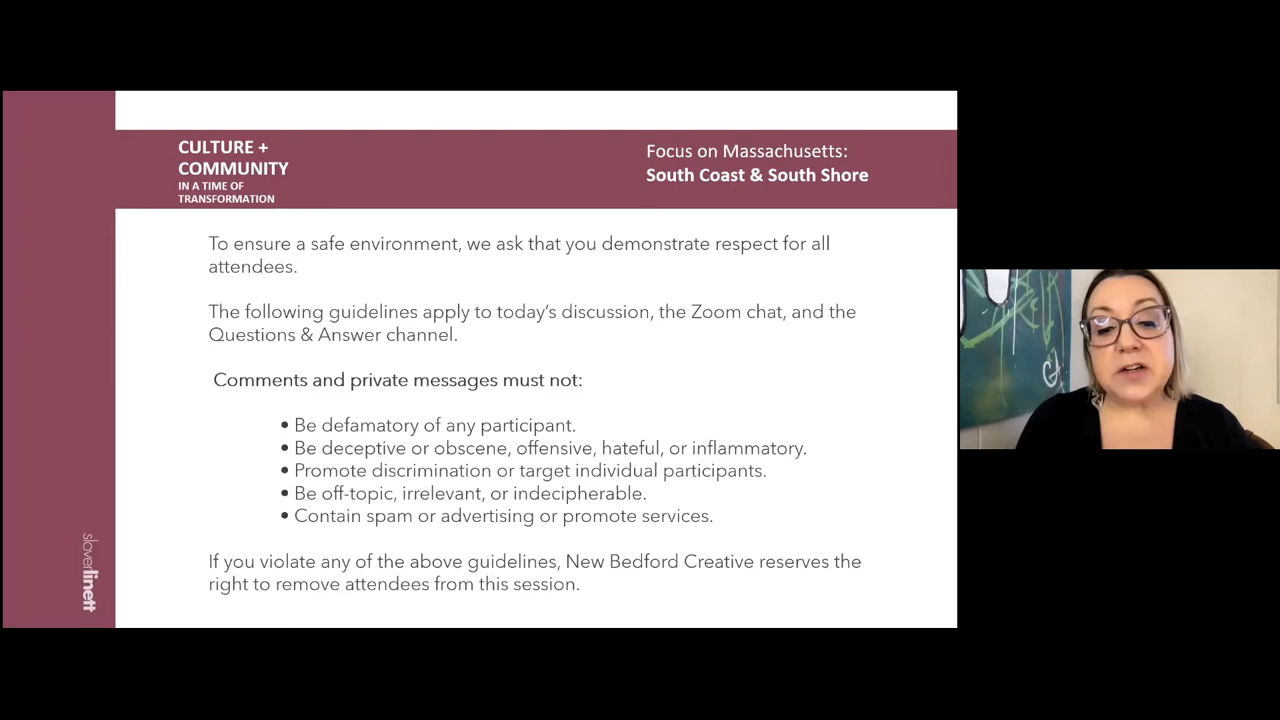 CULTURE +
COMMUNITY
IN A TIME OF
TRANSFORMATION
Focus on Massachusetts:
South Coast & South Shore
To ensure a safe environment, we ask that you demonstrate respect for all
attendees.
The following guidelines apply to today’s discussion, the Zoom chat, and the
Questions & Answer channel.
Comments and private messages must not:
• Be defamatory of any participant.
• Be deceptive or obscene, offensive, hateful, or inflammatory.
• Promote discrimination or target individual participants.
• Be off-topic, irrelevant, or indecipherable.
• Contain spam or advertising or promote services.
If you violate any of the above guidelines, New Bedford Creative reserves the
right to remove attendees from this session.
sloverlinett